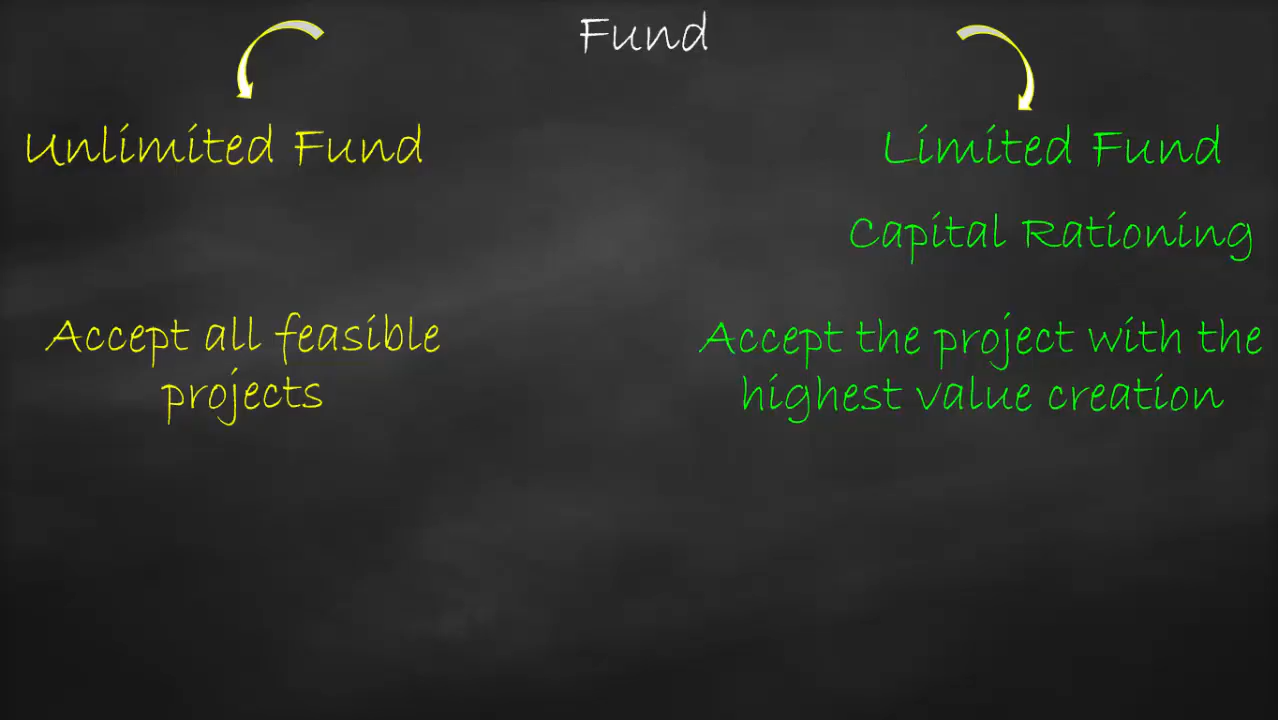 Fund
Unlimited Fund
Limited Fund
Capital Rationing
Accept all feasible
projects
Accept the project with the
highest value creation